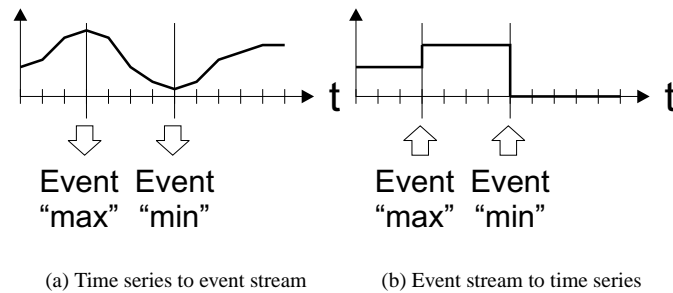 t
t
Event Event
“max” “min”
Event Event
“max” “min”
(a) Time series to event stream
(b) Event stream to time series